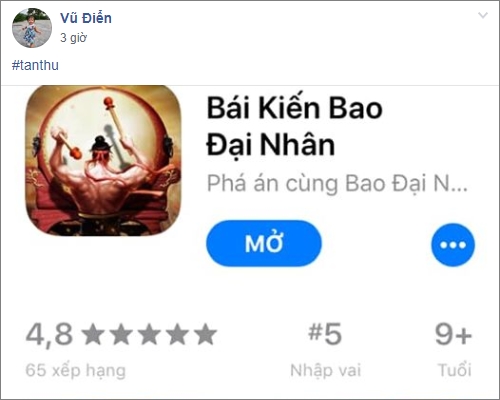 Vũ Điển
3 giờ
#tanthu
Bái Kiến Bao
Đại Nhân
Phá án cùng Bao Đại N...
MỞ
4,8 ★★★★★
#5
9+
65 xếp hạng
Nhập vai
Tuổi